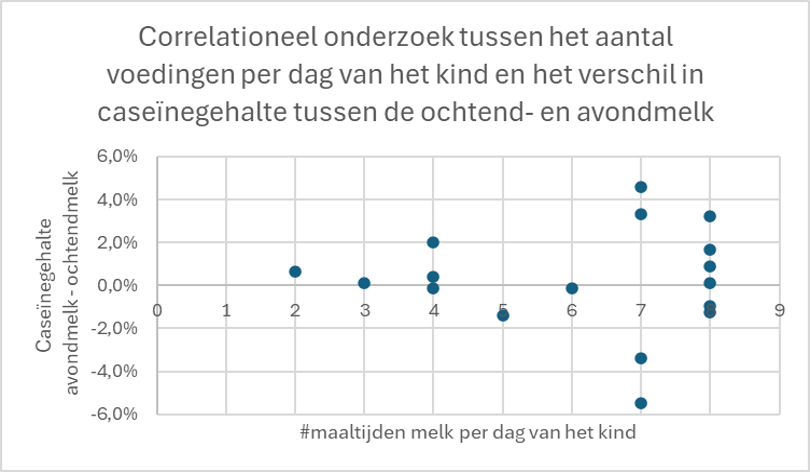 Correlationeel onderzoek tussen het aantal
voedingen per dag van het kind en het verschil in
caseïnegehalte tussen de ochtend- en avondmelk
6,0%
4,0%
2,0%
0,0%
-2,0%
-4,0%
-6,0%
0 1 2 3 4 5 6 7 8 9
Caseïnegehalte
avondmelk - ochtendmelk
#maaltijden melk per dag van het kind